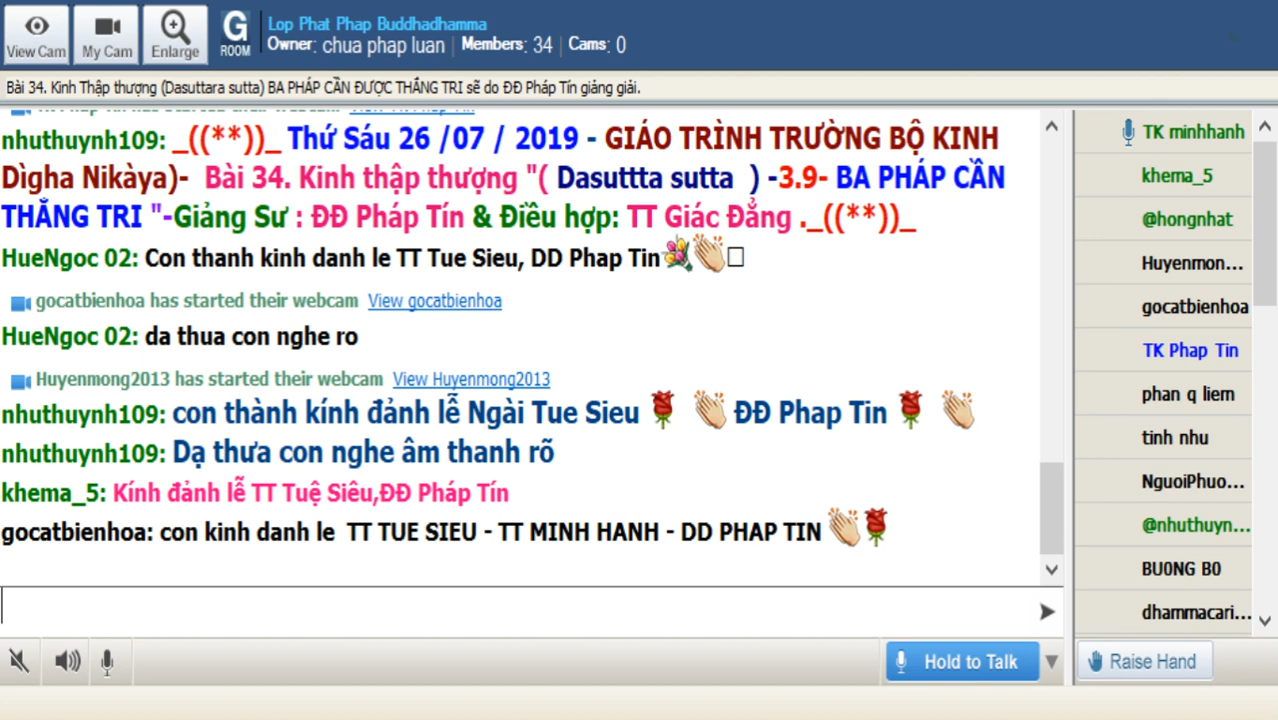 View Cam
My Cam
Enlarge
G ROOM
Lop Phat Phap Buddhadhamma
Owner: chua phap luan | Members: 34 | Cams: 0
Bài 34. Kinh Thập thượng (Dasuttara sutta) BA PHÁP CẦN ĐƯỢC THẮNG TRI sẽ do ĐĐ Pháp Tín giảng giải.
nhuthuynh109: _((**))_ Thứ Sáu 26 /07 / 2019 - GIÁO TRÌNH TRƯỜNG BỘ KINH
Dìgha Nikàya)- Bài 34. Kinh thập thượng "( Dasuttta sutta ) -3.9- BA PHÁP CẦN
THẮNG TRI "-Giảng Sư : ĐĐ Pháp Tín & Điều hợp: TT Giác Đẳng ._((**))_
HueNgoc 02: Con thanh kinh danh le TT Tue Sieu, DD Phap Tin
gocatbienhoa has started their webcam View gocatbienhoa
HueNgoc 02: da thua con nghe ro
Huyenmong2013 has started their webcam View Huyenmong2013
nhuthuynh109: con thành kính đảnh lễ Ngài Tue Sieu ĐĐ Phap Tin
nhuthuynh109: Dạ thưa con nghe âm thanh rõ
khema_5: Kính đảnh lễ TT Tuệ Siêu,ĐĐ Pháp Tín
gocatbienhoa: con kinh danh le TT TUE SIEU - TT MINH HANH - DD PHAP TIN
Hold to Talk
TK minhhanh
khema_5
@hongnhat
Huyenmon...
gocatbienhoa
TK Phap Tin
phan q liem
tinh nhu
NguoiPhuo...
@nhuthuyn...
BU0NG B0
dhammacari...
Raise Hand